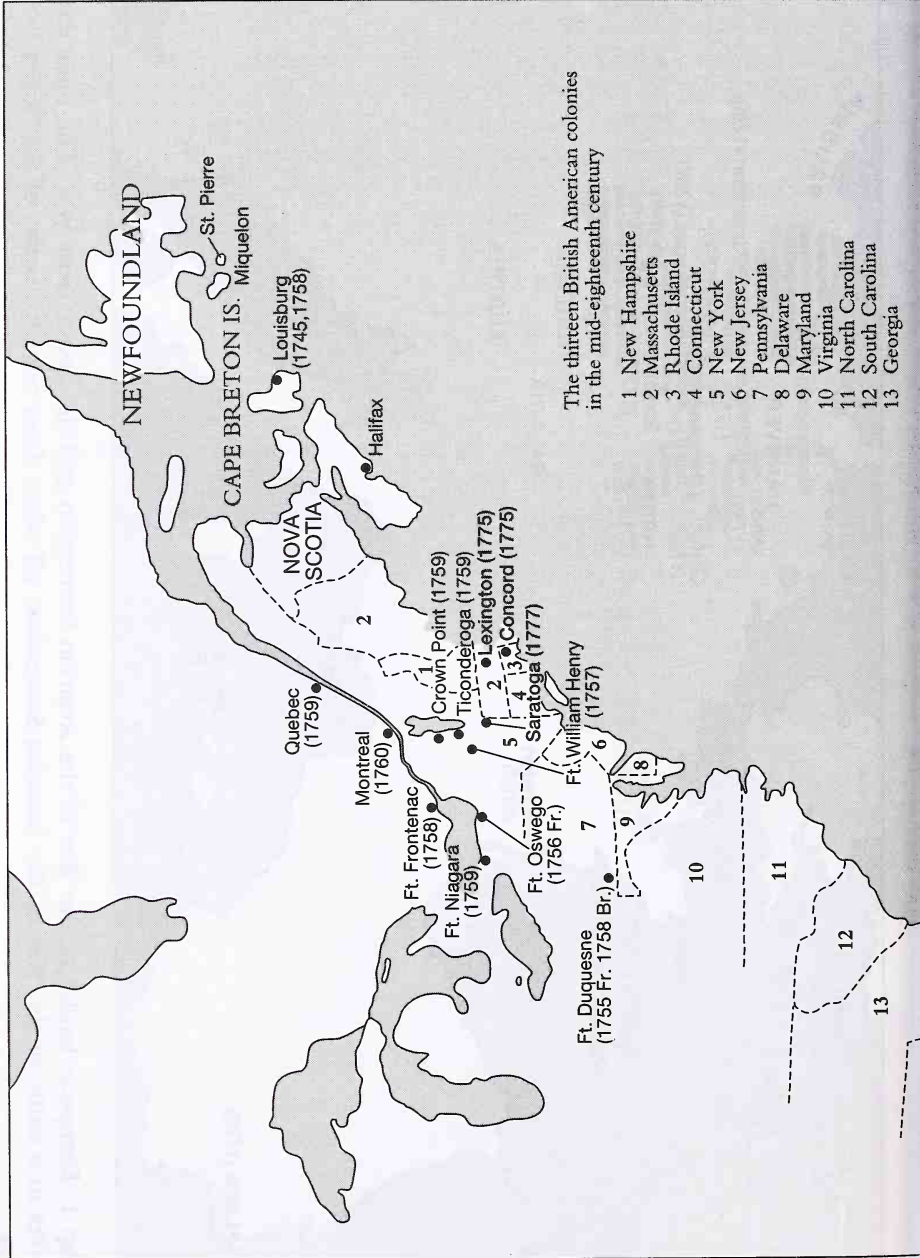 NEWFOUNDLAND
St. Pierre
Miquelon
CAPE BRETON IS.
Louisburg
(1745,1758)
Halifax
NOVA
SCOTIA
2
1
Quebec
(1759)
Montreal
(1760)
Crown Point (1759)
Ticonderoga (1759)
Lexington (1775)
Concord (1775)
2
3
4
Saratoga (1777)
5
Ft. William Henry
(1757)
Ft. Frontenac
(1758)
Ft. Niagara
(1759)
Ft. Oswego
(1756 Fr.)
6
7
8
9
Ft. Duquesne
(1755 Fr. 1758 Br.)
10
11
12
13
The thirteen British American colonies
in the mid-eighteenth century
1 New Hampshire
2 Massachusetts
3 Rhode Island
4 Connecticut
5 New York
6 New Jersey
7 Pennsylvania
8 Delaware
9 Maryland
10 Virginia
11 North Carolina
12 South Carolina
13 Georgia